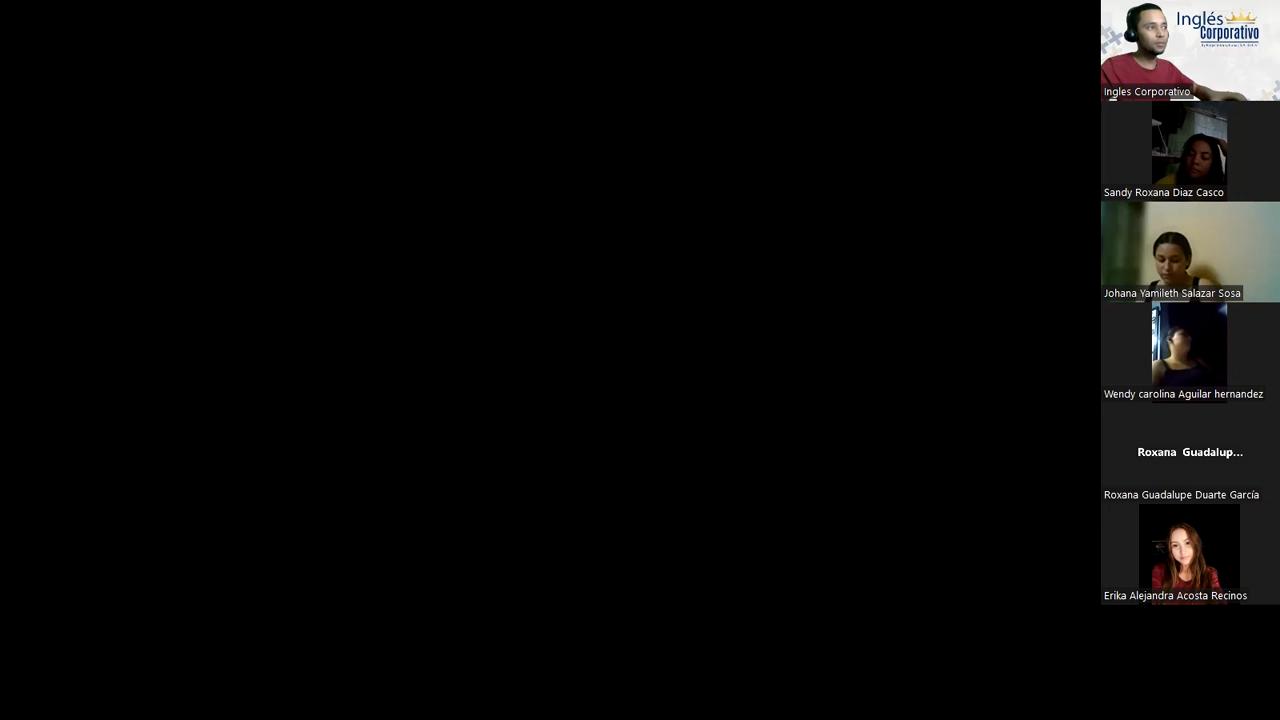 Inglés
Corporativo
Ingles Corporativo
Sandy Roxana Diaz Casco
Johana Yamileth Salazar Sosa
Wendy carolina Aguilar hernandez
Roxana Guadalup...
Roxana Guadalupe Duarte García
Erika Alejandra Acosta Recinos